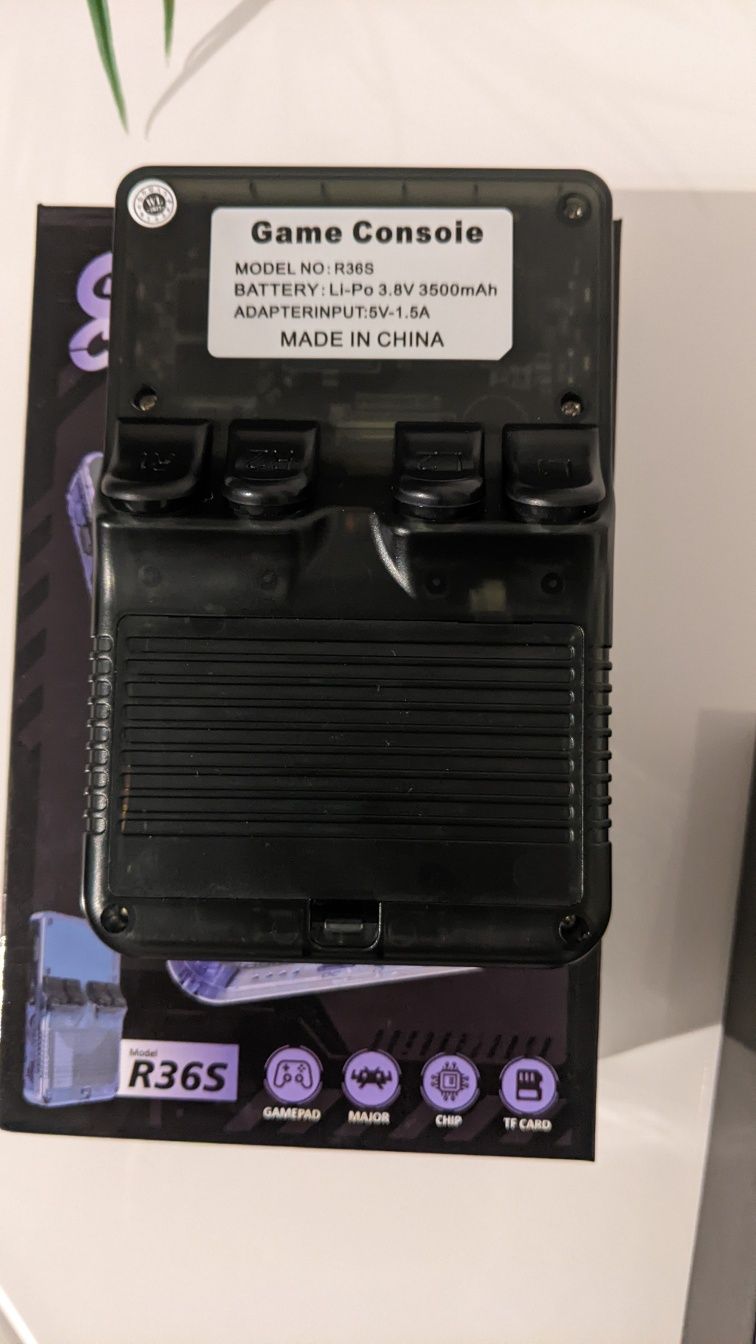 WL
Game Consoie
MODEL NO: R36S
BATTERY: Li-Po 3.8V 3500mAh
ADAPTERINPUT:5V-1.5A
MADE IN CHINA
R1
R2
L2
Model
R36S
GAMEPAD
MAJOR
CHIP
TF CARD